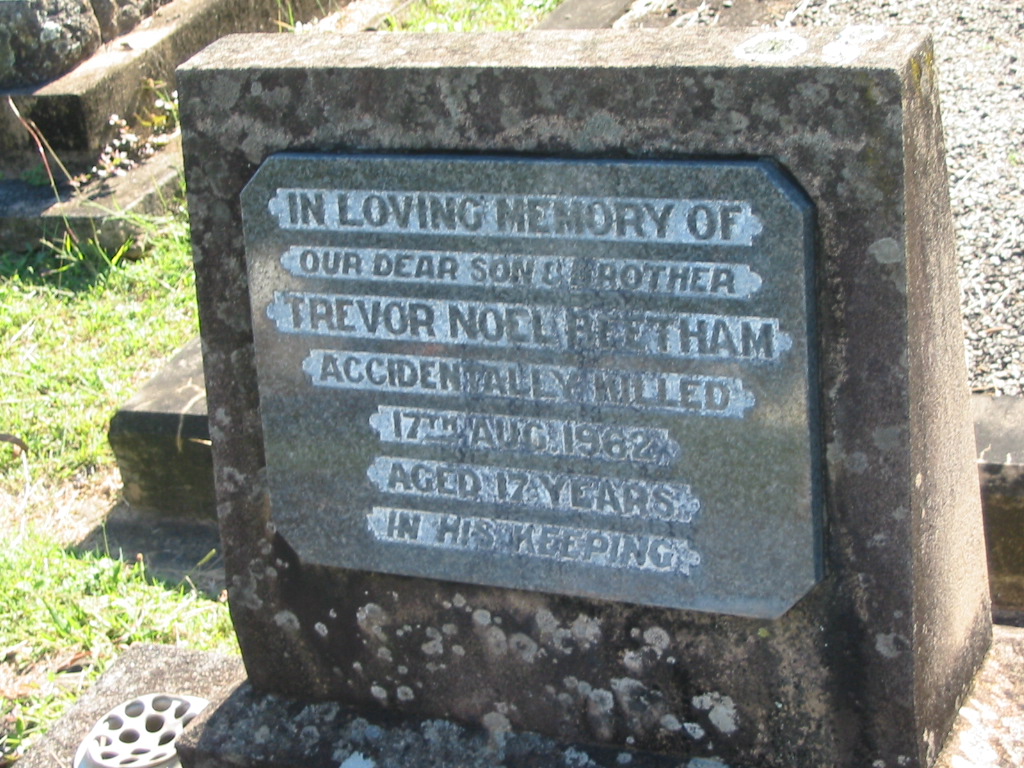 IN LOVING MEMORY OF
OUR DEAR SON & BROTHER
TREVOR NOEL BEETHAM
ACCIDENTALLY KILLED
17TH AUG. 1962
AGED 17 YEARS
IN HIS KEEPING